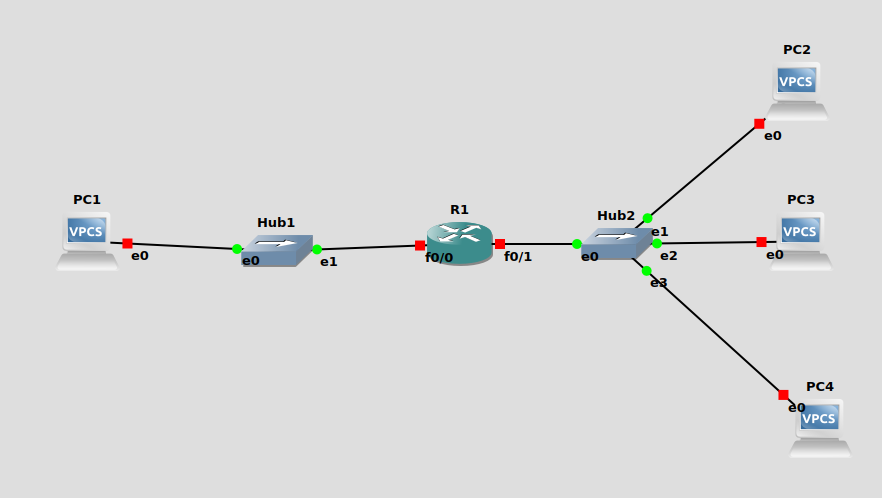 PC2
VPCS
e0
PC1
VPCS
e0
Hub1
e0
e1
R1
f0/0
f0/1
Hub2
e0
e1
e2
e3
PC3
VPCS
e0
PC4
e0
VPCS